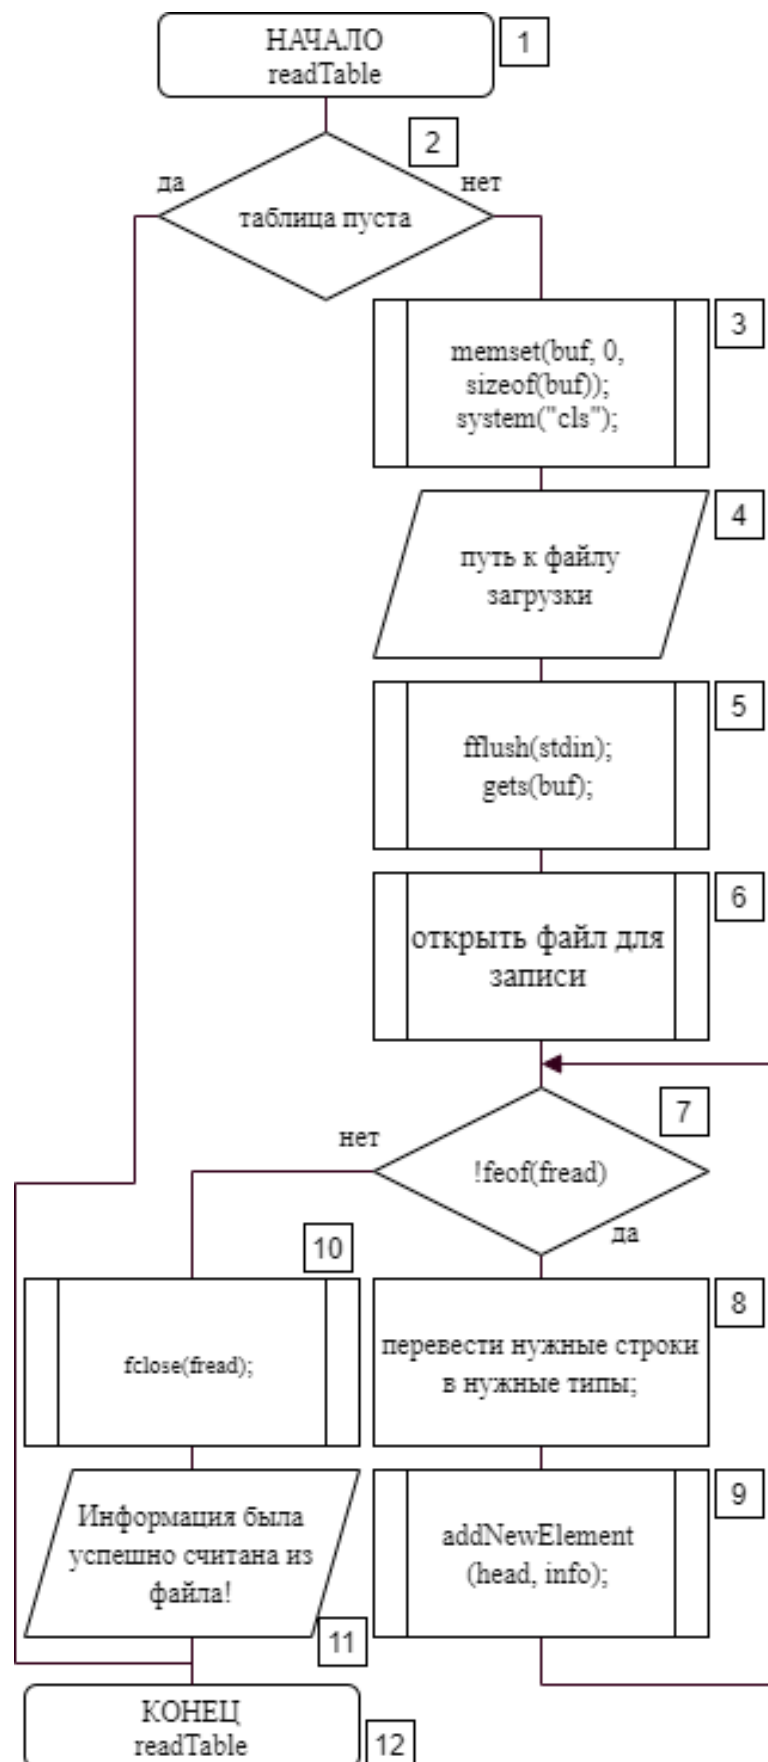 НАЧАЛО
readTable
1
2
да
нет
таблица пуста
3
memset(buf, 0,
sizeof(buf));
system("cls");
4
путь к файлу
загрузки
5
fflush(stdin);
gets(buf);
6
открыть файл для
записи
7
нет
!feof(fread)
да
10
8
fclose(fread);
перевести нужные строки
в нужные типы;
9
Информация была
успешно считана из
файла!
addNewElement
(head, info);
11
КОНЕЦ
readTable
12